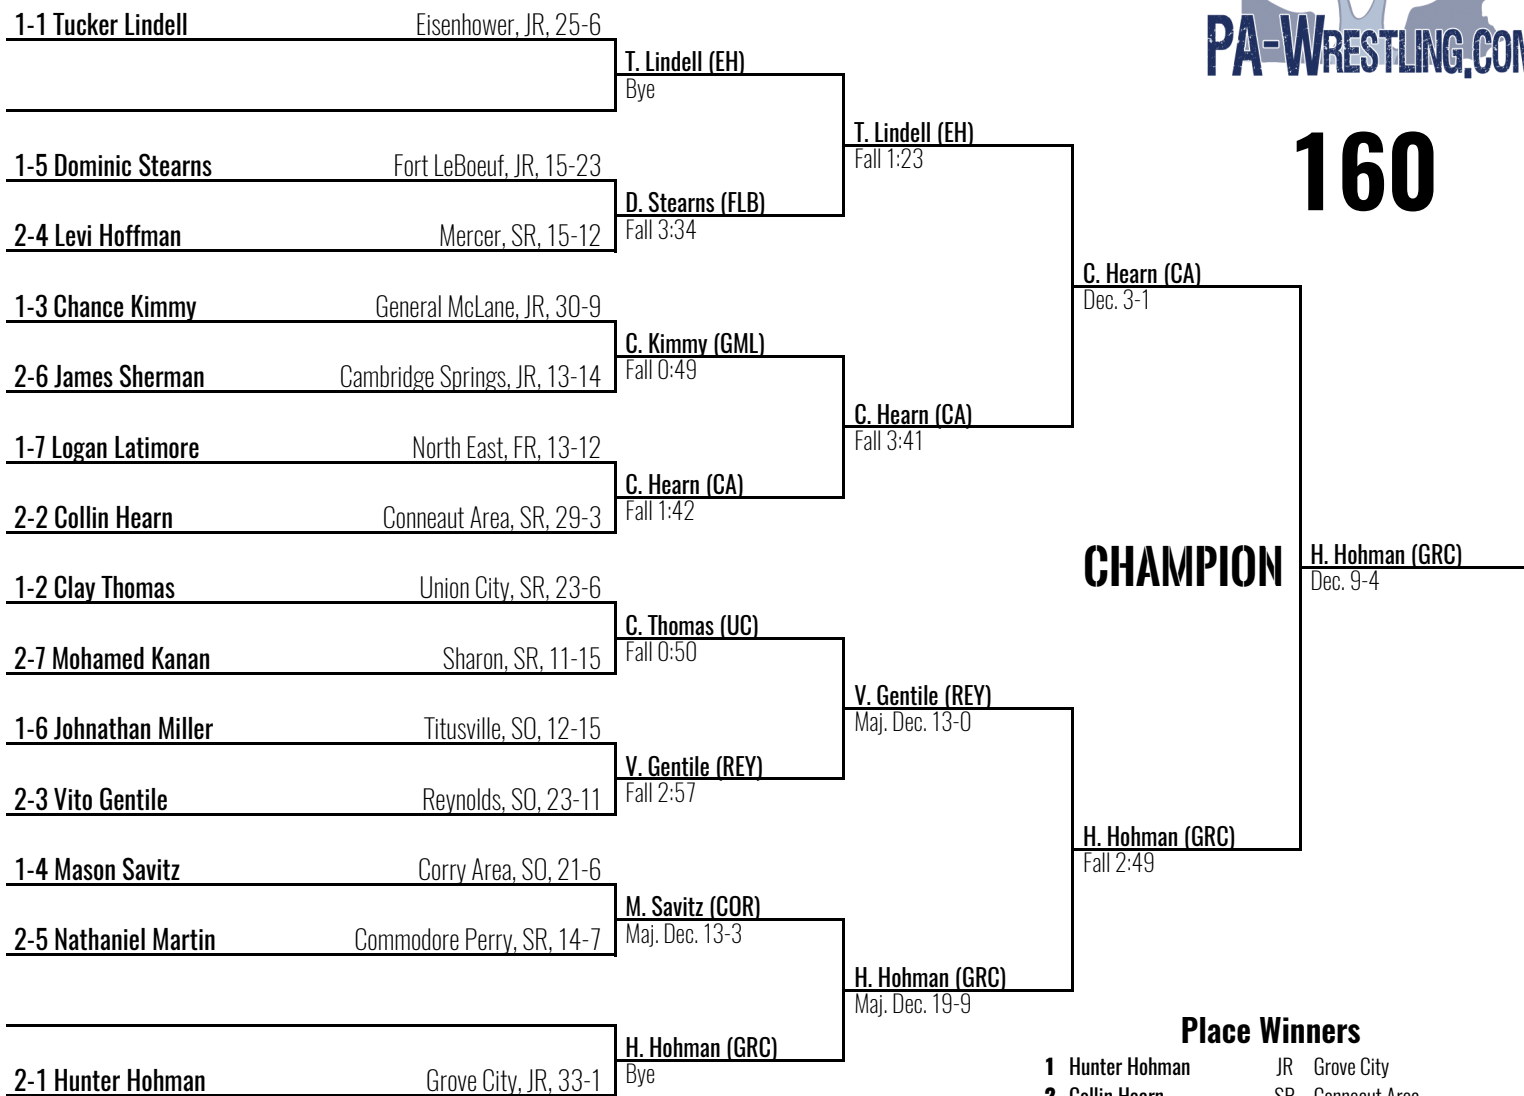 PA-WRESTLING.COM
160
1-1 Tucker Lindell Eisenhower, JR, 25-6
T. Lindell (EH)
Bye
T. Lindell (EH)
Fall 1:23
1-5 Dominic Stearns Fort LeBoeuf, JR, 15-23
D. Stearns (FLB)
Fall 3:34
2-4 Levi Hoffman Mercer, SR, 15-12
C. Hearn (CA)
Dec. 3-1
1-3 Chance Kimmy General McLane, JR, 30-9
C. Kimmy (GML)
Fall 0:49
2-6 James Sherman Cambridge Springs, JR, 13-14
C. Hearn (CA)
Fall 3:41
1-7 Logan Latimore North East, FR, 13-12
C. Hearn (CA)
Fall 1:42
2-2 Collin Hearn Conneaut Area, SR, 29-3
CHAMPION
H. Hohman (GRC)
Dec. 9-4
1-2 Clay Thomas Union City, SR, 23-6
C. Thomas (UC)
Fall 0:50
2-7 Mohamed Kanan Sharon, SR, 11-15
V. Gentile (REY)
Maj. Dec. 13-0
1-6 Johnathan Miller Titusville, SO, 12-15
V. Gentile (REY)
Fall 2:57
2-3 Vito Gentile Reynolds, SO, 23-11
H. Hohman (GRC)
Fall 2:49
1-4 Mason Savitz Corry Area, SO, 21-6
M. Savitz (COR)
Maj. Dec. 13-3
2-5 Nathaniel Martin Commodore Perry, SR, 14-7
H. Hohman (GRC)
Maj. Dec. 19-9
H. Hohman (GRC)
Bye
2-1 Hunter Hohman Grove City, JR, 33-1
Place Winners
1 Hunter Hohman JR Grove City
2 Collin Hearn SR Conneaut Area